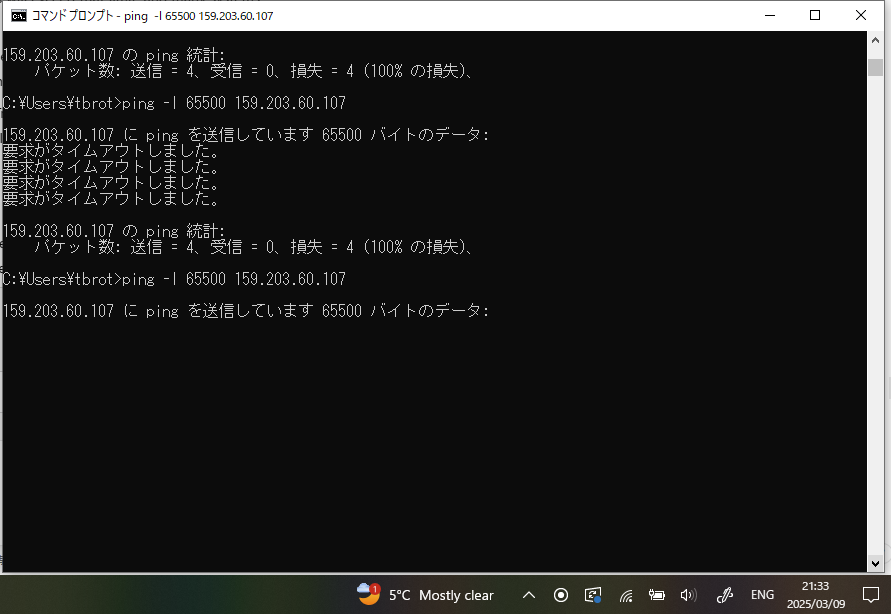 コマンド プロンプト - ping  -l 65500 159.203.60.107
159.203.60.107 の ping 統計:
    パケット数: 送信 = 4、受信 = 0、損失 = 4 (100% の損失)、
C:¥Users¥tbrot>ping -l 65500 159.203.60.107
159.203.60.107 に ping を送信しています 65500 バイトのデータ:
要求がタイムアウトしました。
要求がタイムアウトしました。
要求がタイムアウトしました。
要求がタイムアウトしました。
159.203.60.107 の ping 統計:
    パケット数: 送信 = 4、受信 = 0、損失 = 4 (100% の損失)、
C:¥Users¥tbrot>ping -l 65500 159.203.60.107
159.203.60.107 に ping を送信しています 65500 バイトのデータ:
1 5°C Mostly clear ENG 21:33
2025/03/09